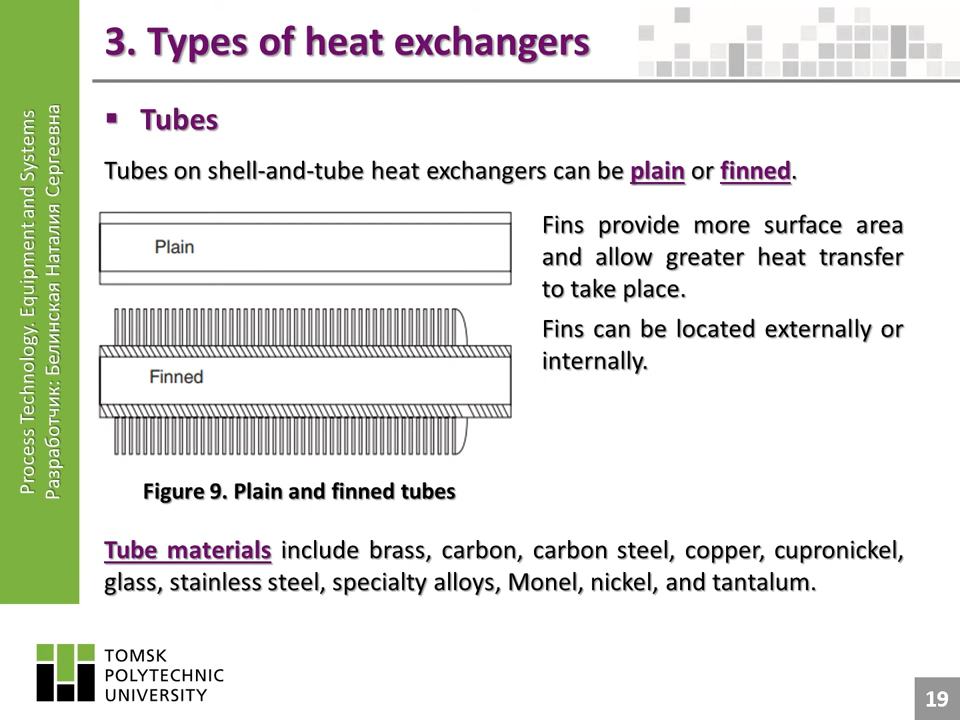 3. Types of heat exchangers
▪ Tubes
Tubes on shell-and-tube heat exchangers can be plain or finned.
Plain
Finned
Figure 9. Plain and finned tubes
Fins provide more surface area
and allow greater heat transfer
to take place.
Fins can be located externally or
internally.
Tube materials include brass, carbon, carbon steel, copper, cupronickel,
glass, stainless steel, specialty alloys, Monel, nickel, and tantalum.
Process Technology. Equipment and Systems
Разработчик: Белинская Наталия Сергеевна
TOMSK
POLYTECHNIC
UNIVERSITY
19